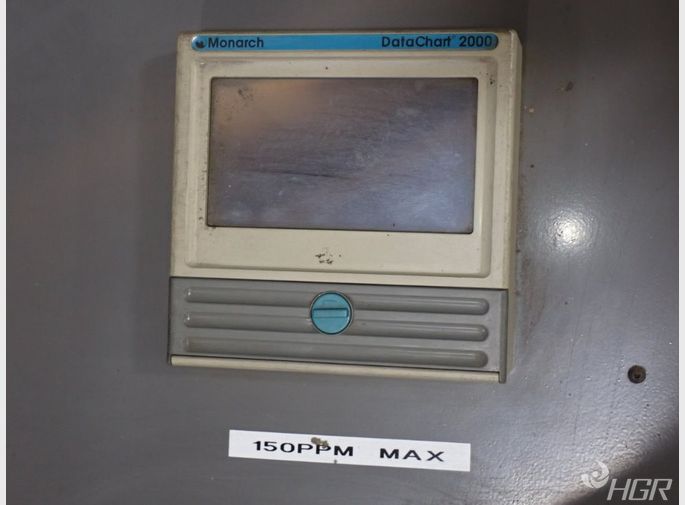 Monarch DataChart® 2000
150PPM MAX
HGR